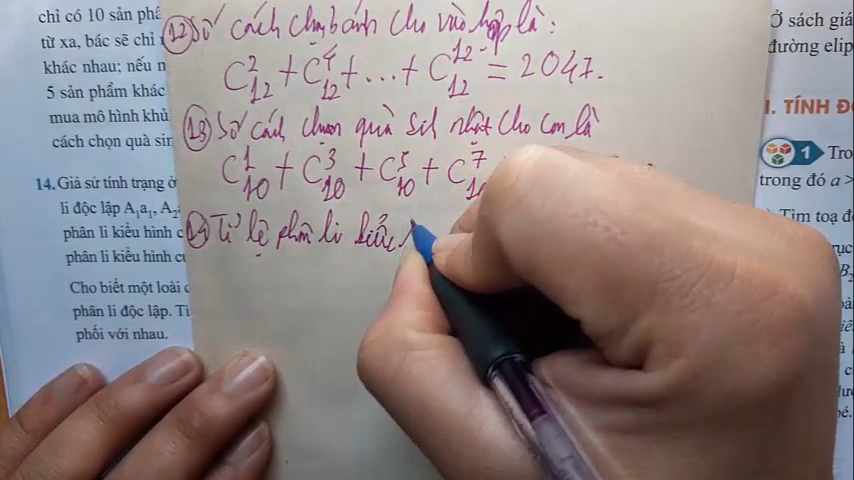 chỉ có 10 sản phẩ
từ xa, bác sẽ chỉ
khác nhau; nếu n
5 sản phẩm khác
mua mô hình khủ
cách chọn quà sin
14. Giả sử tính trạng ở
li độc lập A₁a₁, A₂
phân li kiểu hình c
phân li kiểu hình củ
Cho biết một loài c
phân li độc lập. Tỉ
phối với nhau.
12 Số cách chọn bánh cho vào hộp là:
C²₁₂ + C⁴₁₂ + ... + C¹²₁₂ = 2047.
13 Số cách chọn quà sinh nhật cho con là
C¹₁₀ + C³₁₀ + C⁵₁₀ + C⁷₁₀
14 Tỉ lệ phân li kiểu
Ở sách giá
đường elip
I. TÍNH Đ
1 Tro
trong đó a >
Tìm toạ đ